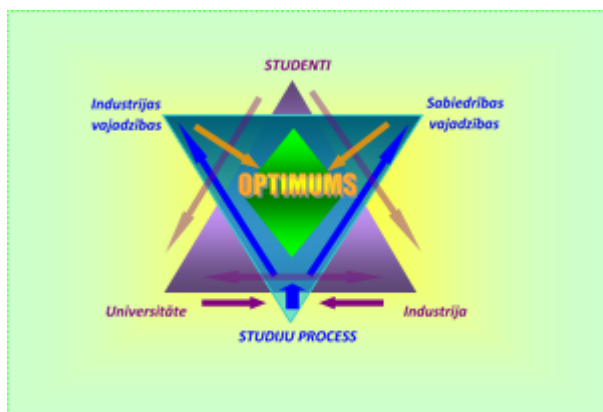 STUDENTI
Industrijas
vajadzības
Sabiedrības
vajadzības
OPTIMUMS
Universitāte
Industrija
STUDIJU PROCESS